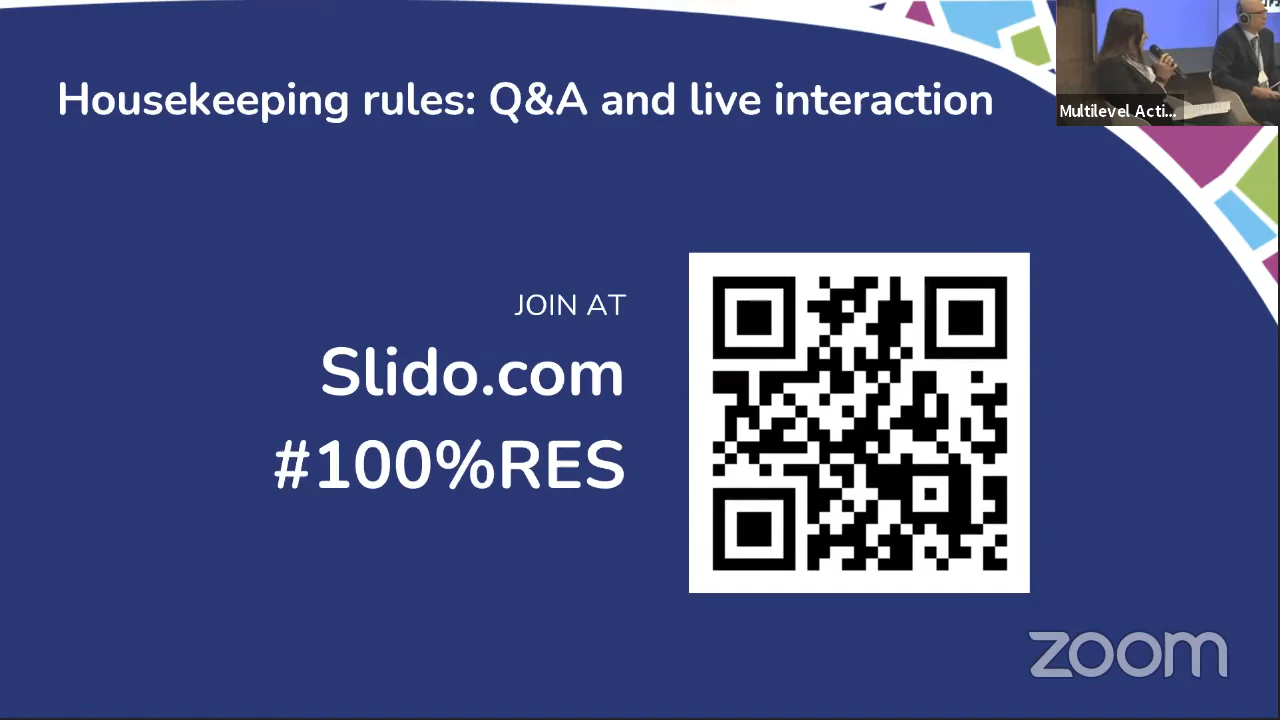 Housekeeping rules: Q&A and live interaction
Multilevel Acti...
JOIN AT
Slido.com
#100%RES
zoom